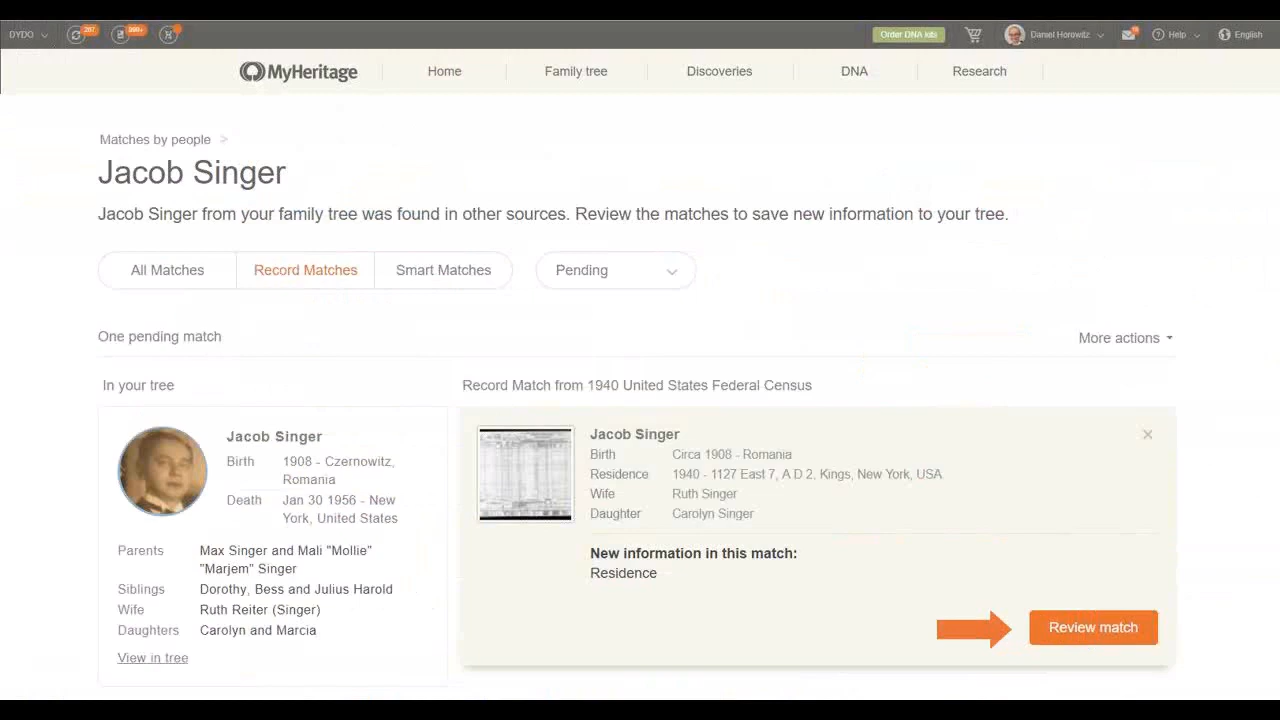 DYDO
287
999+
Order DNA kits
Daniel Horowitz
Help
English
MyHeritage
Home
Family tree
Discoveries
DNA
Research
Matches by people >
Jacob Singer
Jacob Singer from your family tree was found in other sources. Review the matches to save new information to your tree.
All Matches
Record Matches
Smart Matches
Pending
One pending match
More actions
In your tree
Jacob Singer
Birth 1908 - Czernowitz,
Romania
Death Jan 30 1956 - New
York, United States
Parents Max Singer and Mali "Mollie"
"Marjem" Singer
Siblings Dorothy, Bess and Julius Harold
Wife Ruth Reiter (Singer)
Daughters Carolyn and Marcia
View in tree
Record Match from 1940 United States Federal Census
Jacob Singer
Birth Circa 1908 - Romania
Residence 1940 - 1127 East 7, A D 2, Kings, New York, USA
Wife Ruth Singer
Daughter Carolyn Singer
New information in this match:
Residence
Review match